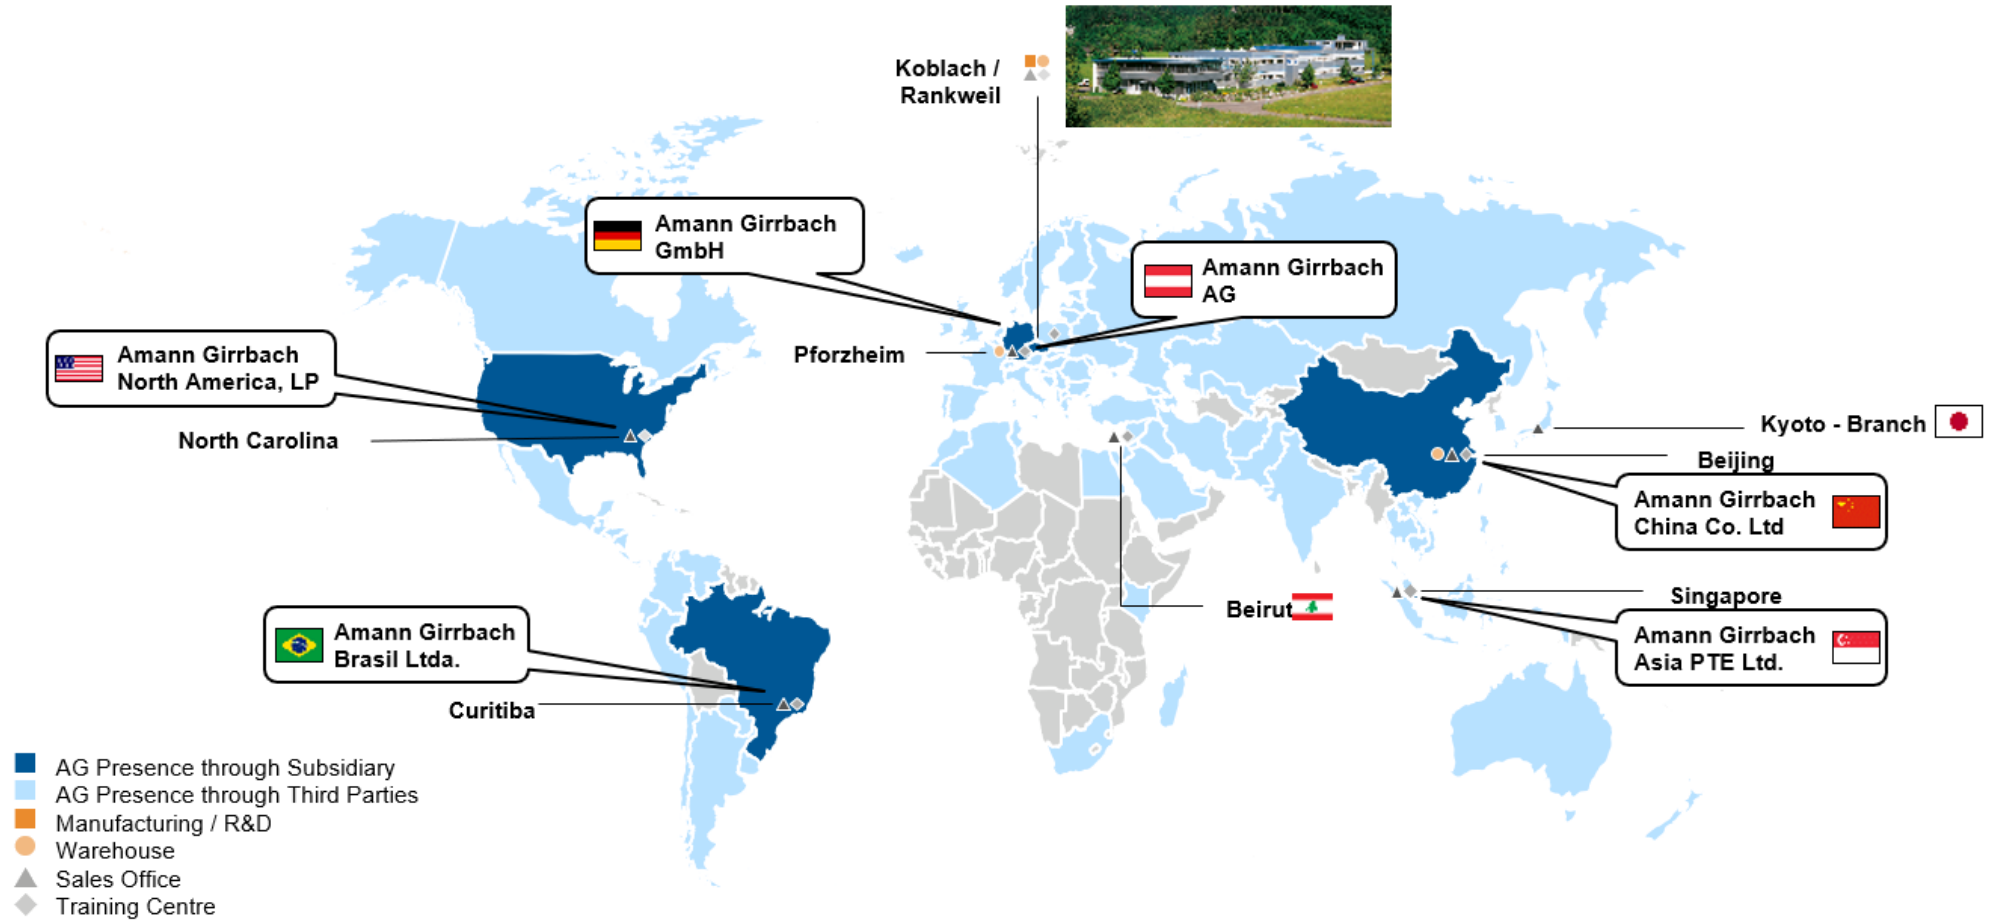 Koblach /
Rankweil
Amann Girrbach
GmbH
Amann Girrbach
AG
Amann Girrbach
North America, LP
Pforzheim
North Carolina
Kyoto - Branch
Beijing
Amann Girrbach
China Co. Ltd
Singapore
Beirut
Amann Girrbach
Asia PTE Ltd.
Amann Girrbach
Brasil Ltda.
Curitiba
AG Presence through Subsidiary
AG Presence through Third Parties
Manufacturing / R&D
Warehouse
Sales Office
Training Centre